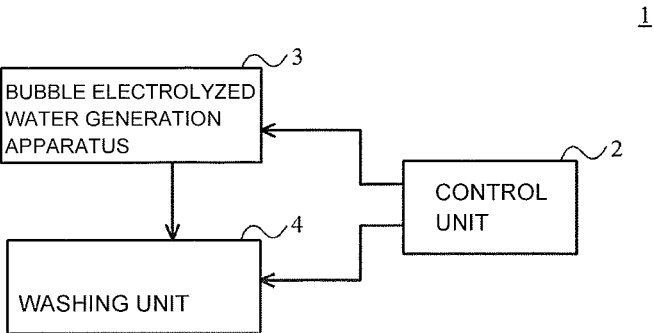 1
3
BUBBLE ELECTROLYZED
WATER GENERATION
APPARATUS
2
CONTROL
UNIT
4
WASHING UNIT